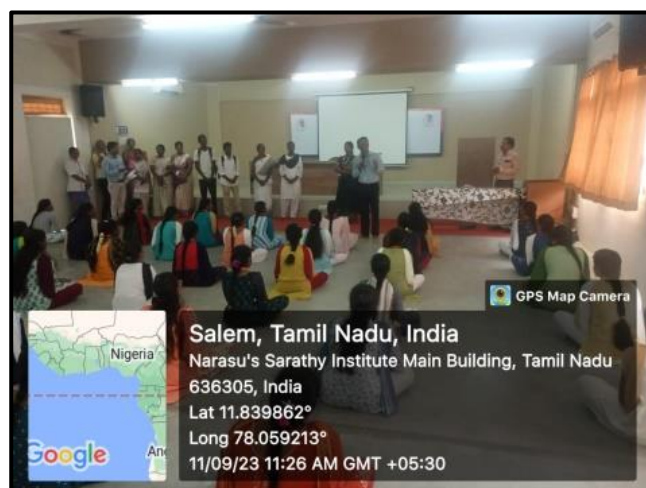 GPS Map Camera
Salem, Tamil Nadu, India
Narasu's Sarathy Institute Main Building, Tamil Nadu
636305, India
Lat 11.839862°
Long 78.059213°
11/09/23 11:26 AM GMT +05:30
Nigeria
Ang
Google